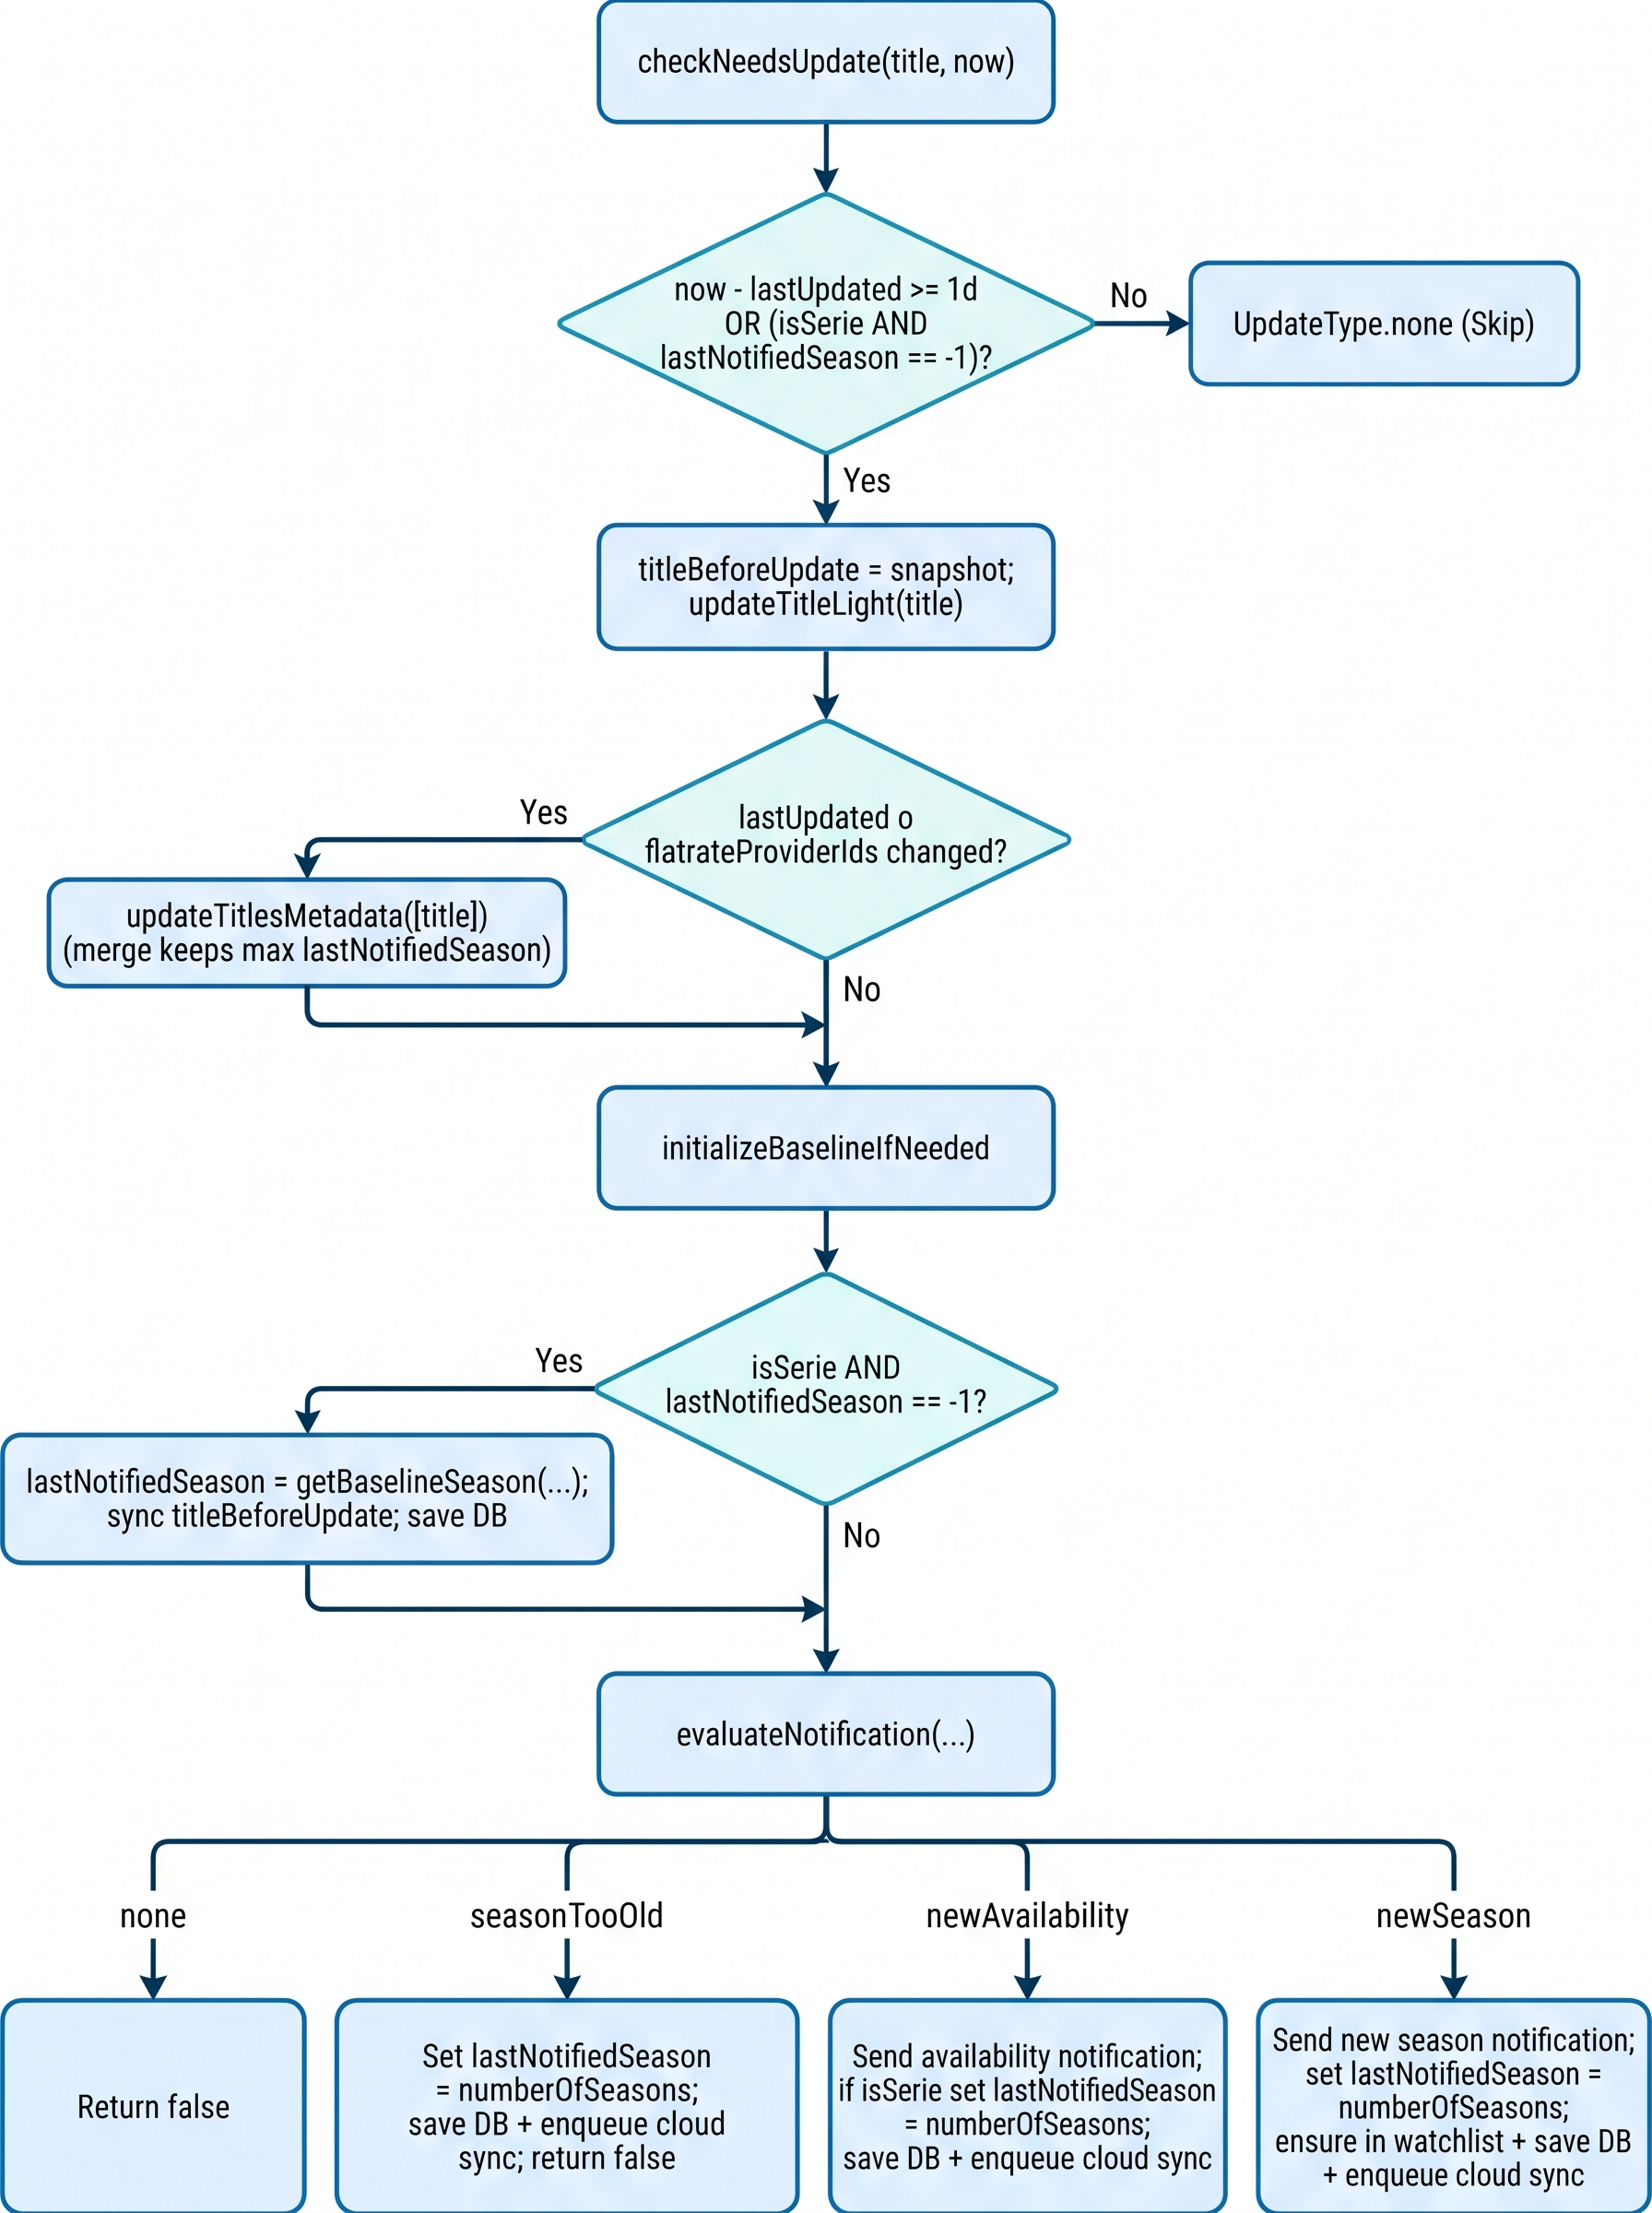 checkNeedsUpdate(title, now)
now - lastUpdated >= 1d
OR (isSerie AND
lastNotifiedSeason == -1)?
No
UpdateType.none (Skip)
Yes
titleBeforeUpdate = snapshot;
updateTitleLight(title)
lastUpdated o
flatrateProviderIds changed?
Yes
updateTitlesMetadata([title])
(merge keeps max lastNotifiedSeason)
No
initializeBaselineIfNeeded
isSerie AND
lastNotifiedSeason == -1?
Yes
lastNotifiedSeason = getBaselineSeason(...);
sync titleBeforeUpdate; save DB
No
evaluateNotification(...)
none
seasonTooOld
newAvailability
newSeason
Return false
Set lastNotifiedSeason
= numberOfSeasons;
save DB + enqueue cloud
sync; return false
Send availability notification;
if isSerie set lastNotifiedSeason
= numberOfSeasons;
save DB + enqueue cloud sync
Send new season notification;
set lastNotifiedSeason =
numberOfSeasons;
ensure in watchlist + save DB
+ enqueue cloud sync